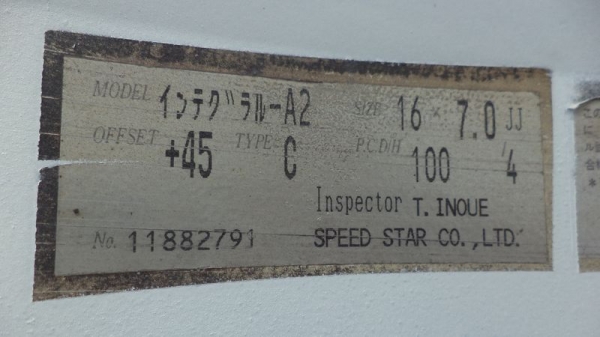 MODEL インテグラルーA2 SIZE 16 × 7.0 JJ
OFFSET +45 TYPE C P.C.D/H 100 / 4
Inspector T. INOUE
No. 11882791 SPEED STAR CO.,LTD.